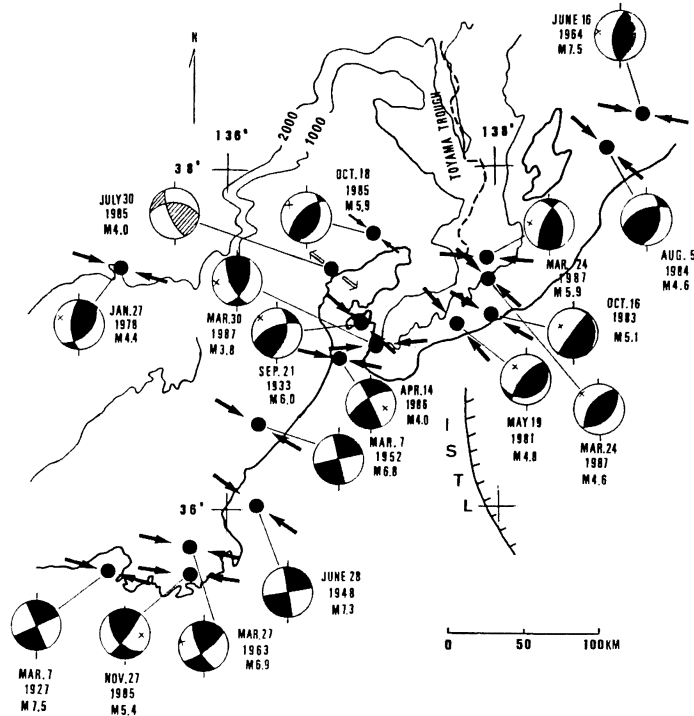 JUNE 16
1964
M7.5
N
2000
1000
136°
38°
TOYAMA TROUGH
138°
OCT.18
1985
M5.9
JULY 30
1985
M4.0
AUG. 5
1984
M4.6
MAR. 24
1987
M5.9
OCT.16
1983
M5.1
JAN.27
1978
M4.4
MAR.30
1987
M3.8
SEP. 21
1933
M6.0
APR.14
1986
M4.0
MAR. 7
1952
M6.8
MAY 19
1981
M4.8
MAR.24
1987
M4.6
I
S
T
L
36°
JUNE 28
1948
M7.3
MAR.27
1963
M6.9
MAR. 7
1927
M7.5
NOV.27
1985
M5.4
0 50 100KM